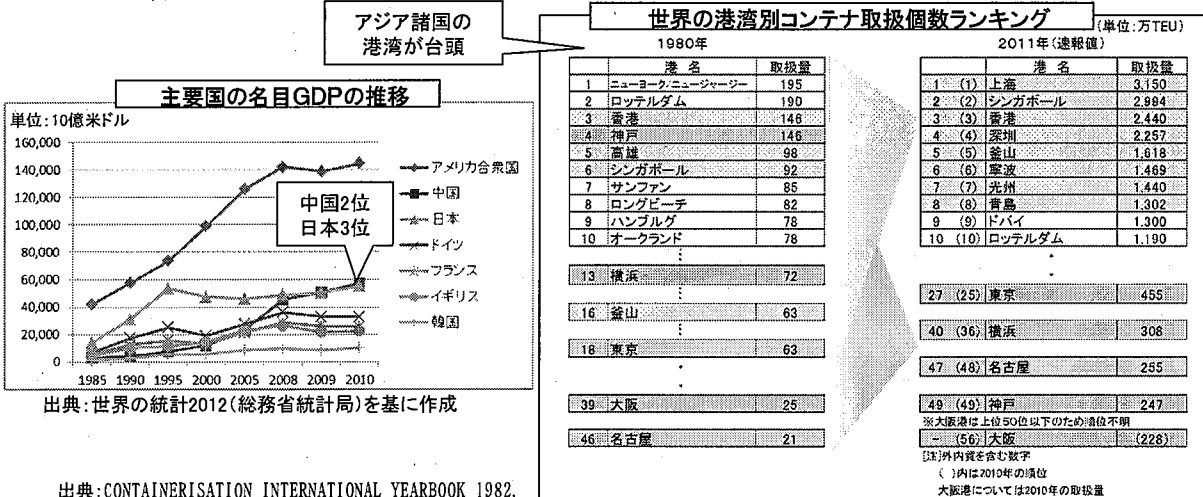 アジア諸国の
港湾が台頭
主要国の名目GDPの推移
単位:10億米ドル
160,000
140,000
120,000
100,000
80,000
60,000
40,000
20,000
0
1985 1990 1995 2000 2005 2008 2009 2010
アメリカ合衆国
中国
日本
ドイツ
フランス
イギリス
韓国
中国2位
日本3位
出典:世界の統計2012(総務省統計局)を基に作成
出典:CONTAINERISATION INTERNATIONAL YEARBOOK 1982,
世界の港湾別コンテナ取扱個数ランキング
(単位:万TEU)
1980年
港 名 取扱量
1 ニューヨーク/ニュージャージー 195
2 ロッテルダム 190
3 香港 146
4 神戸 146
5 高雄 98
6 シンガポール 92
7 サンファン 85
8 ロングビーチ 82
9 ハンブルグ 78
10 オークランド 78
13 横浜 72
16 釜山 63
18 東京 63
39 大阪 25
46 名古屋 21
2011年(速報値)
港 名 取扱量
1 (1) 上海 3,150
2 (2) シンガポール 2,994
3 (3) 香港 2,440
4 (4) 深圳 2,257
5 (5) 釜山 1,618
6 (6) 寧波 1,469
7 (7) 広州 1,440
8 (8) 青島 1,302
9 (9) ドバイ 1,300
10 (10) ロッテルダム 1,190
27 (25) 東京 455
40 (36) 横浜 308
47 (48) 名古屋 255
49 (49) 神戸 247
※大阪港は上位50位以下のため順位不明
- (56) 大阪 (228)
[注]外内貿を含む数字
( )内は2010年の順位
大阪港については2010年の取扱量